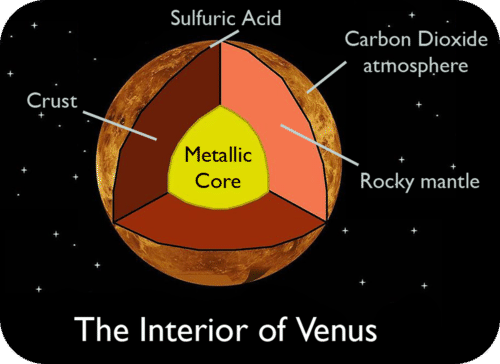 Sulfuric Acid
Carbon Dioxide
atmosphere
Crust
Metallic
Core
Rocky mantle
The Interior of Venus